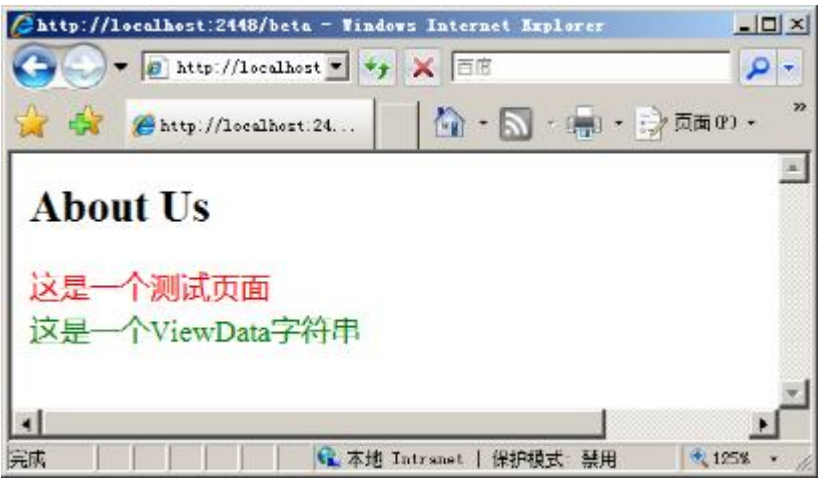 http://localhost:2448/beta - Windows Internet Explorer
http://localhost
百度
http://localhost:24...
页面(P)
»
About Us
这是一个测试页面
这是一个ViewData字符串
完成
本地 Intranet | 保护模式: 禁用
125%